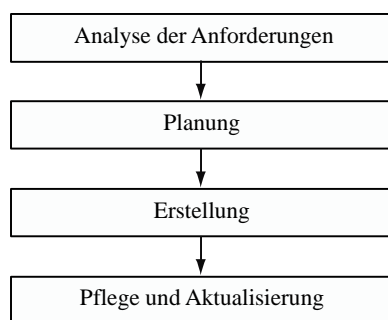 Analyse der Anforderungen
Planung
Erstellung
Pflege und Aktualisierung